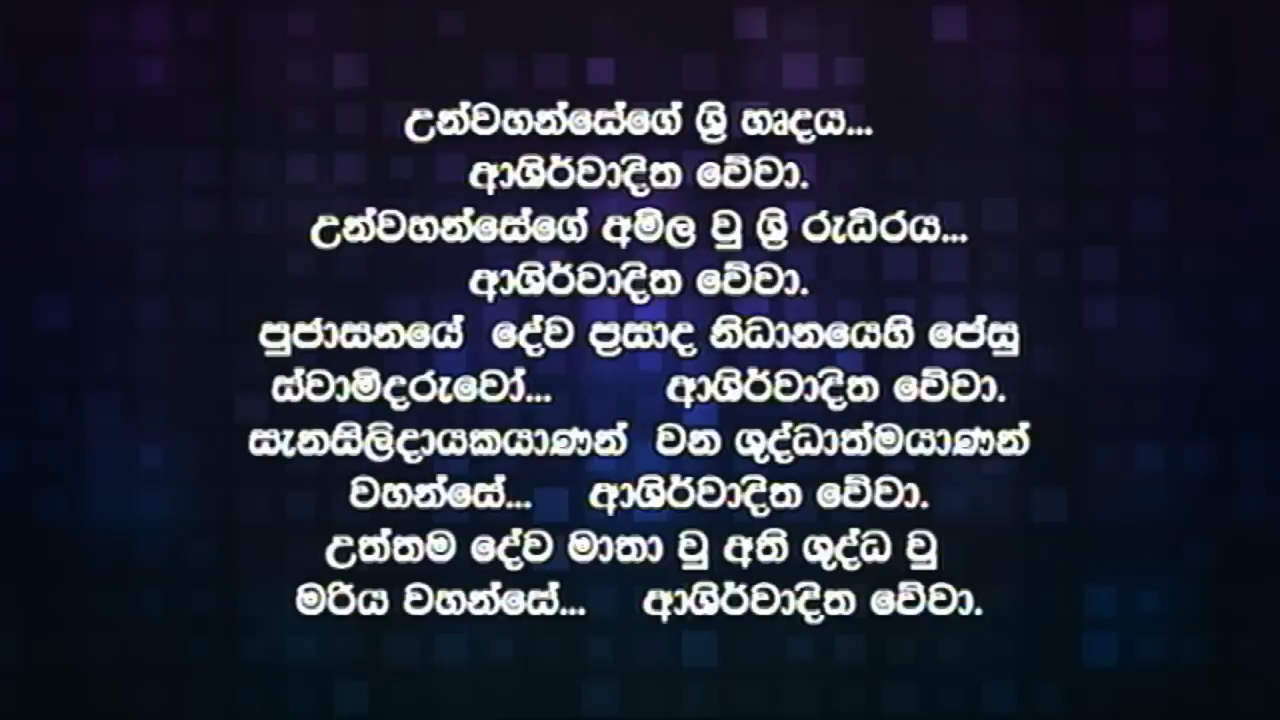 උන්වහන්සේගේ ශ්‍රි හෘදය...
ආශිර්වාදිත වේවා.
උන්වහන්සේගේ අමිල වු ශ්‍රි රුධිරය...
ආශිර්වාදිත වේවා.
පුජාසනයේ දේව ප්‍රසාද නිධානයෙහි ජේසු
ස්වාමිදරුවෝ... ආශිර්වාදිත වේවා.
සැනසිලිදායකයාණන් වන ශුද්ධාත්මයාණන්
වහන්සේ... ආශිර්වාදිත වේවා.
උත්තම දේව මාතා වු අති ශුද්ධ වු
මරිය වහන්සේ... ආශිර්වාදිත වේවා.